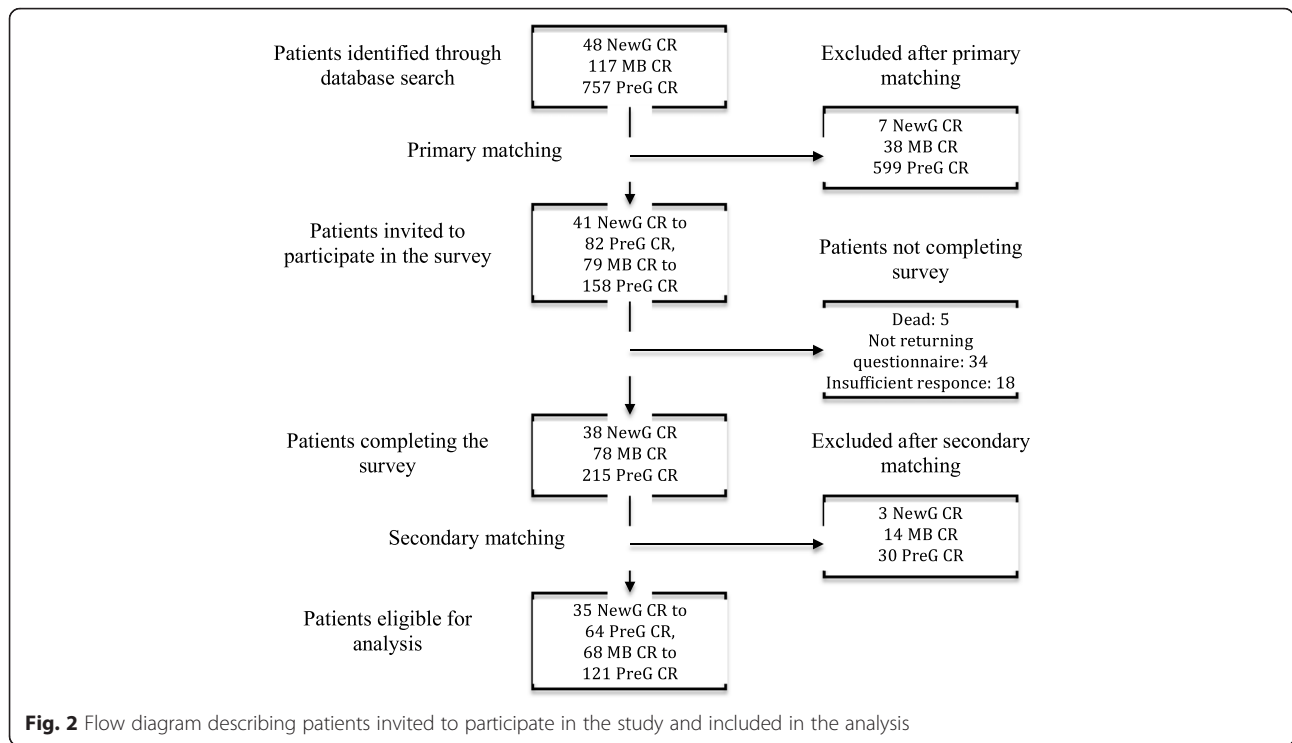 Patients identified through
database search
48 NewG CR
117 MB CR
757 PreG CR
Excluded after primary
matching
7 NewG CR
38 MB CR
599 PreG CR
Primary matching
Patients invited to
participate in the survey
41 NewG CR to
82 PreG CR,
79 MB CR to
158 PreG CR
Patients not completing
survey
Dead: 5
Not returning
questionnaire: 34
Insufficient responce: 18
Patients completing the
survey
38 NewG CR
78 MB CR
215 PreG CR
Excluded after secondary
matching
3 NewG CR
14 MB CR
30 PreG CR
Secondary matching
Patients eligible for
analysis
35 NewG CR to
64 PreG CR,
68 MB CR to
121 PreG CR
Fig. 2 Flow diagram describing patients invited to participate in the study and included in the analysis